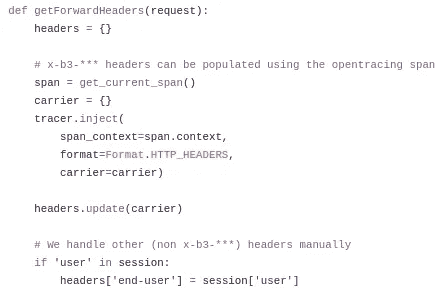 def getForwardHeaders(request):
    headers = {}

    # x-b3-*** headers can be populated using the opentracing span
    span = get_current_span()
    carrier = {}
    tracer.inject(
        span_context=span.context,
        format=Format.HTTP_HEADERS,
        carrier=carrier)

    headers.update(carrier)

    # We handle other (non x-b3-***) headers manually
    if 'user' in session:
        headers['end-user'] = session['user']